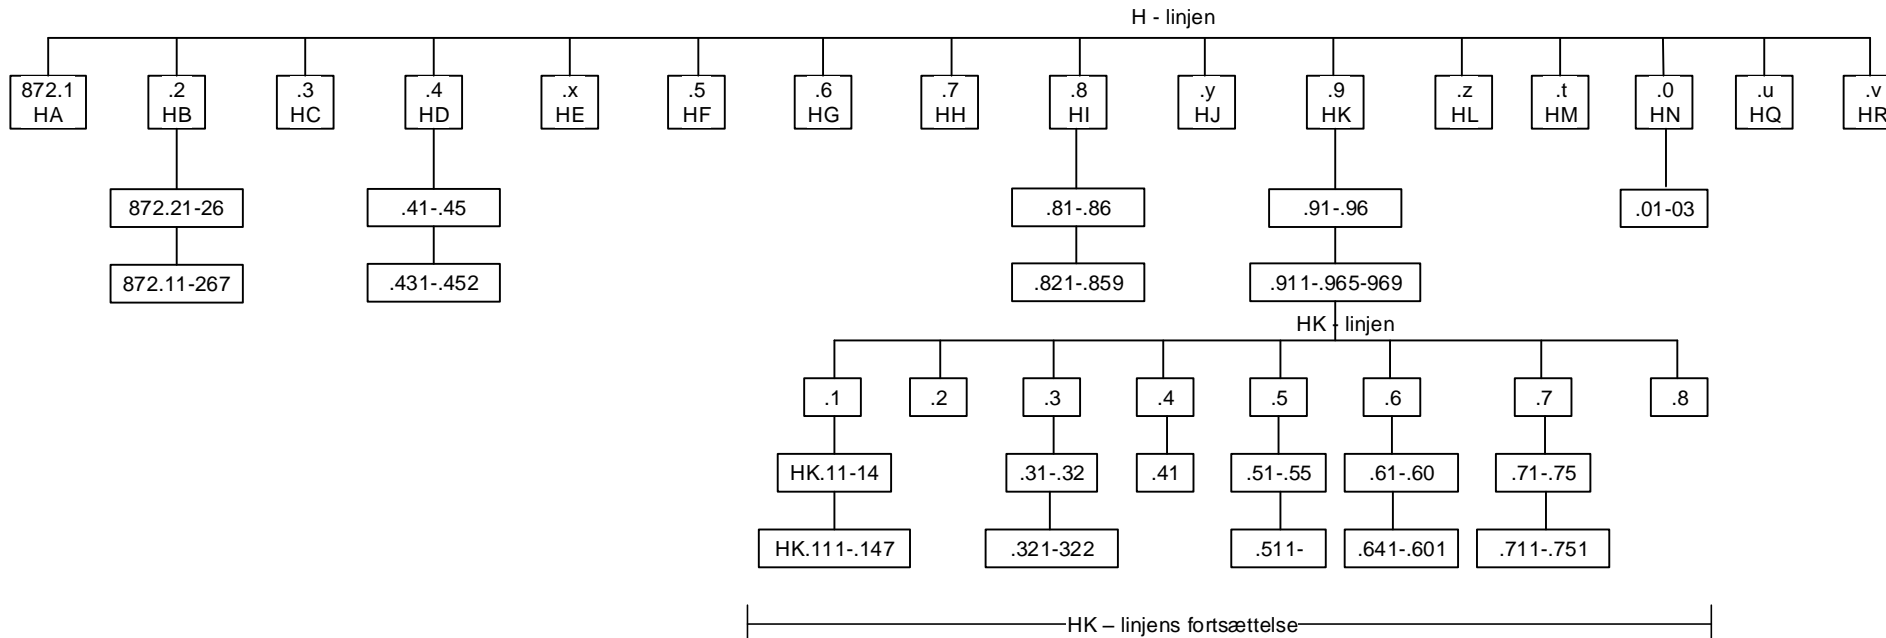 H - linjen
872.1 .2 .3 .4 .x .5 .6 .7 .8 .y .9 .z .t .0 .u .v
HA HB HC HD HE HF HG HH HI HJ HK HL HM HN HQ HR
872.21-26 .41-.45 .81-.86 .91-.96 .01-03
872.11-267 .431-.452 .821-.859 .911-.965-969
HK - linjen
.1 .2 .3 .4 .5 .6 .7 .8
HK.11-14 .31-.32 .41 .51-.55 .61-.60 .71-.75
HK.111-.147 .321-322 .511- .641-.601 .711-.751
HK – linjens fortsættelse